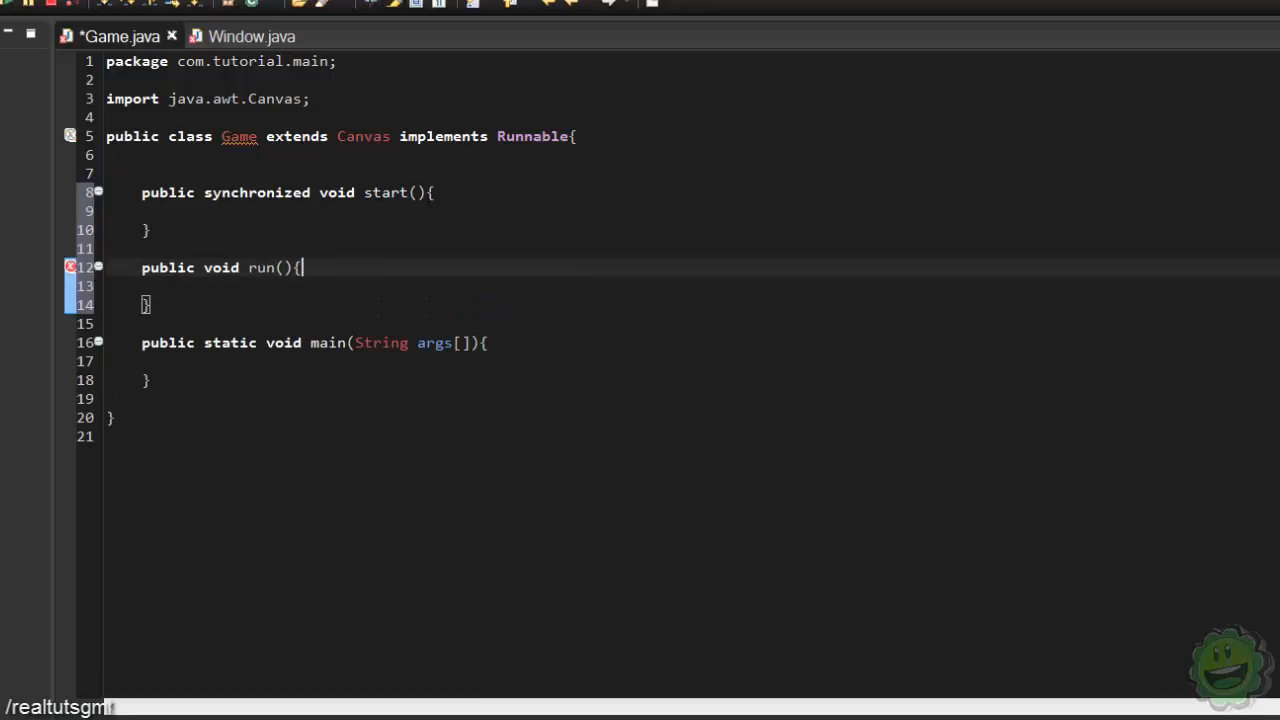 *Game.java
Window.java
1 package com.tutorial.main;
2
3 import java.awt.Canvas;
4
5 public class Game extends Canvas implements Runnable{
6
7
8 public synchronized void start(){
9
10 }
11
12 public void run(){
13
14 }
15
16 public static void main(String args[]){
17
18 }
19
20 }
21